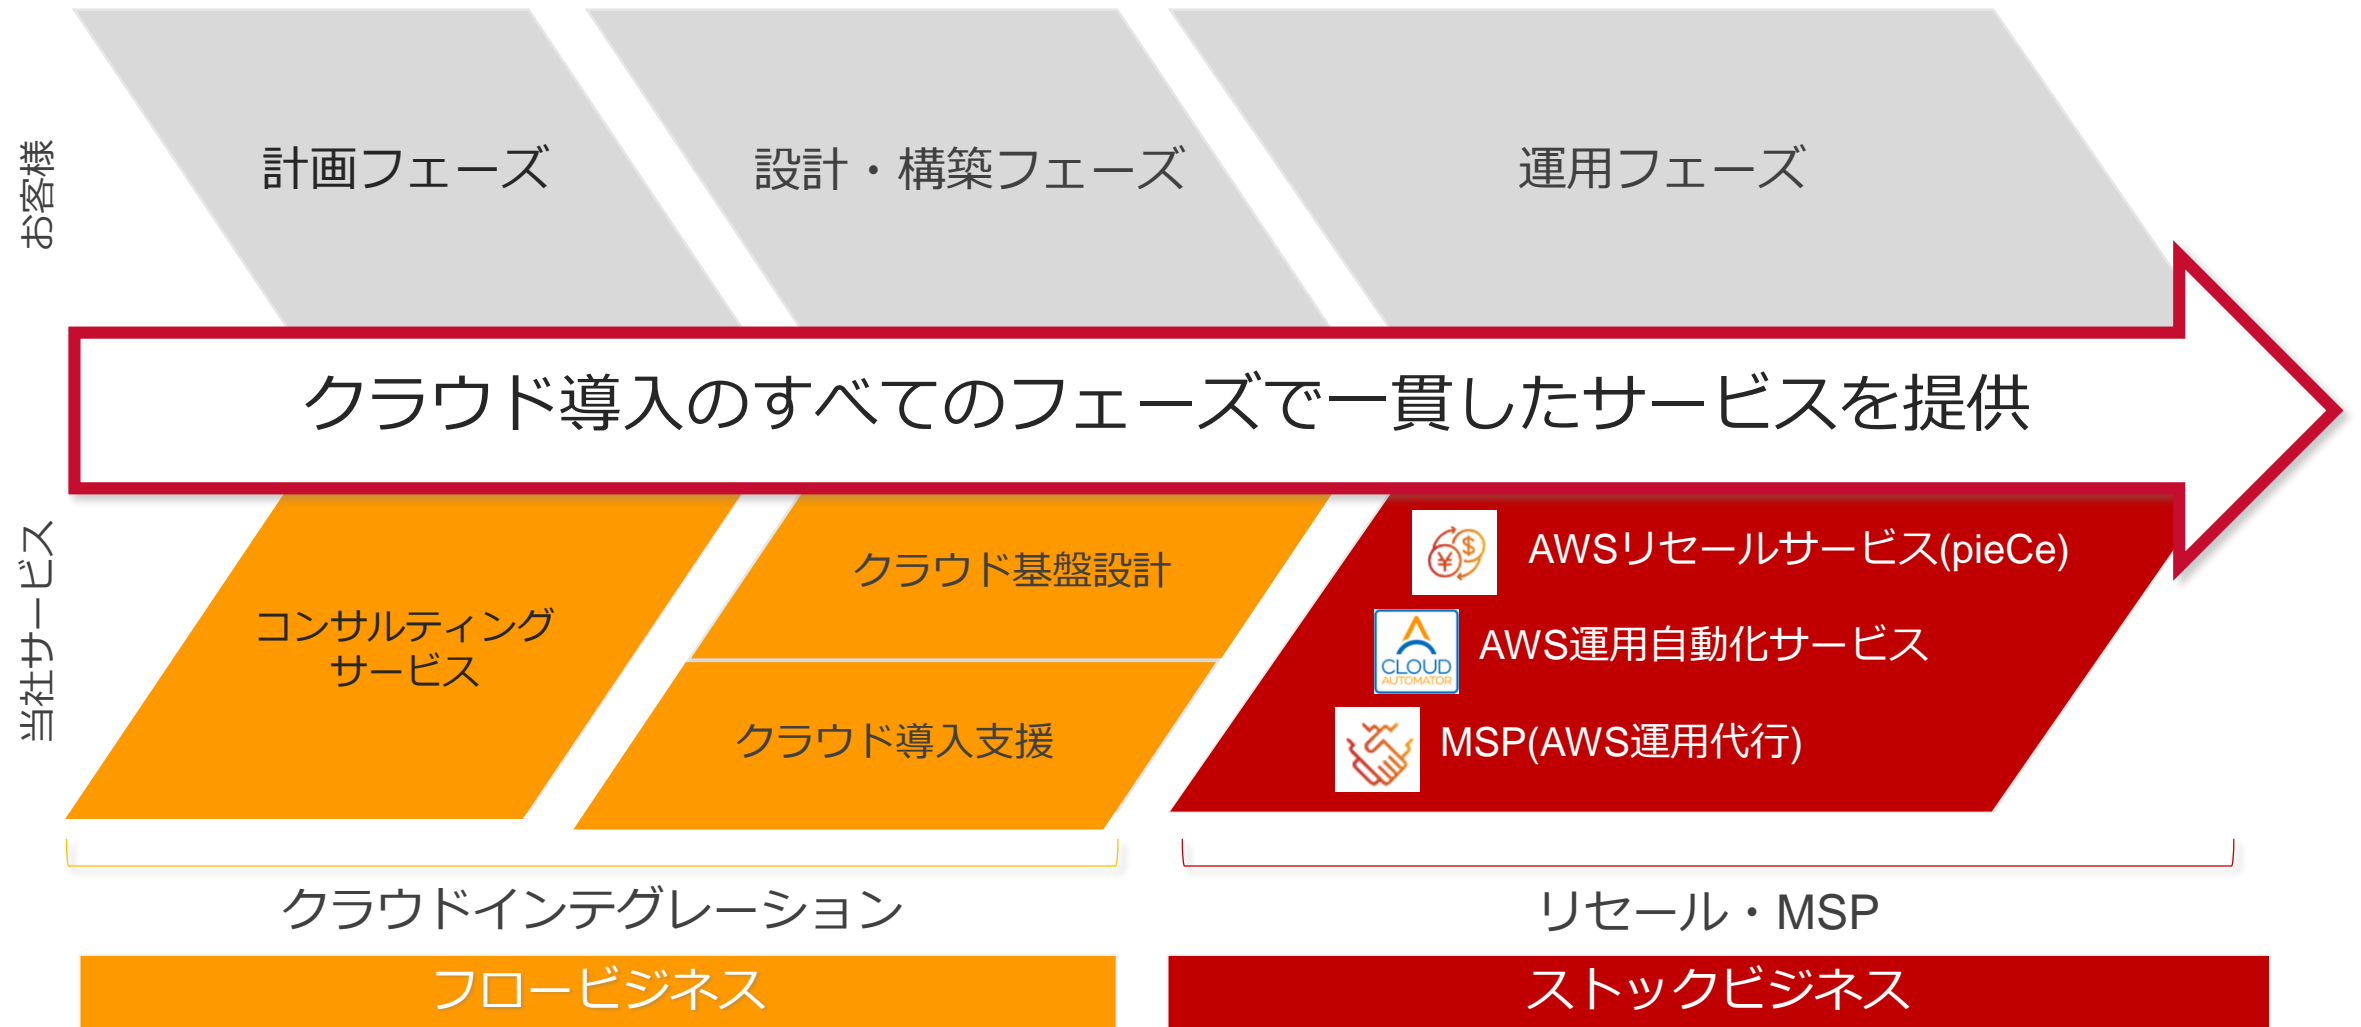 お客様
計画フェーズ
設計・構築フェーズ
運用フェーズ
クラウド導入のすべてのフェーズで一貫したサービスを提供
当社サービス
コンサルティング
サービス
クラウド基盤設計
クラウド導入支援
AWSリセールサービス(pieCe)
CLOUD
AUTOMATOR
AWS運用自動化サービス
MSP(AWS運用代行)
クラウドインテグレーション
リセール・MSP
フロービジネス
ストックビジネス